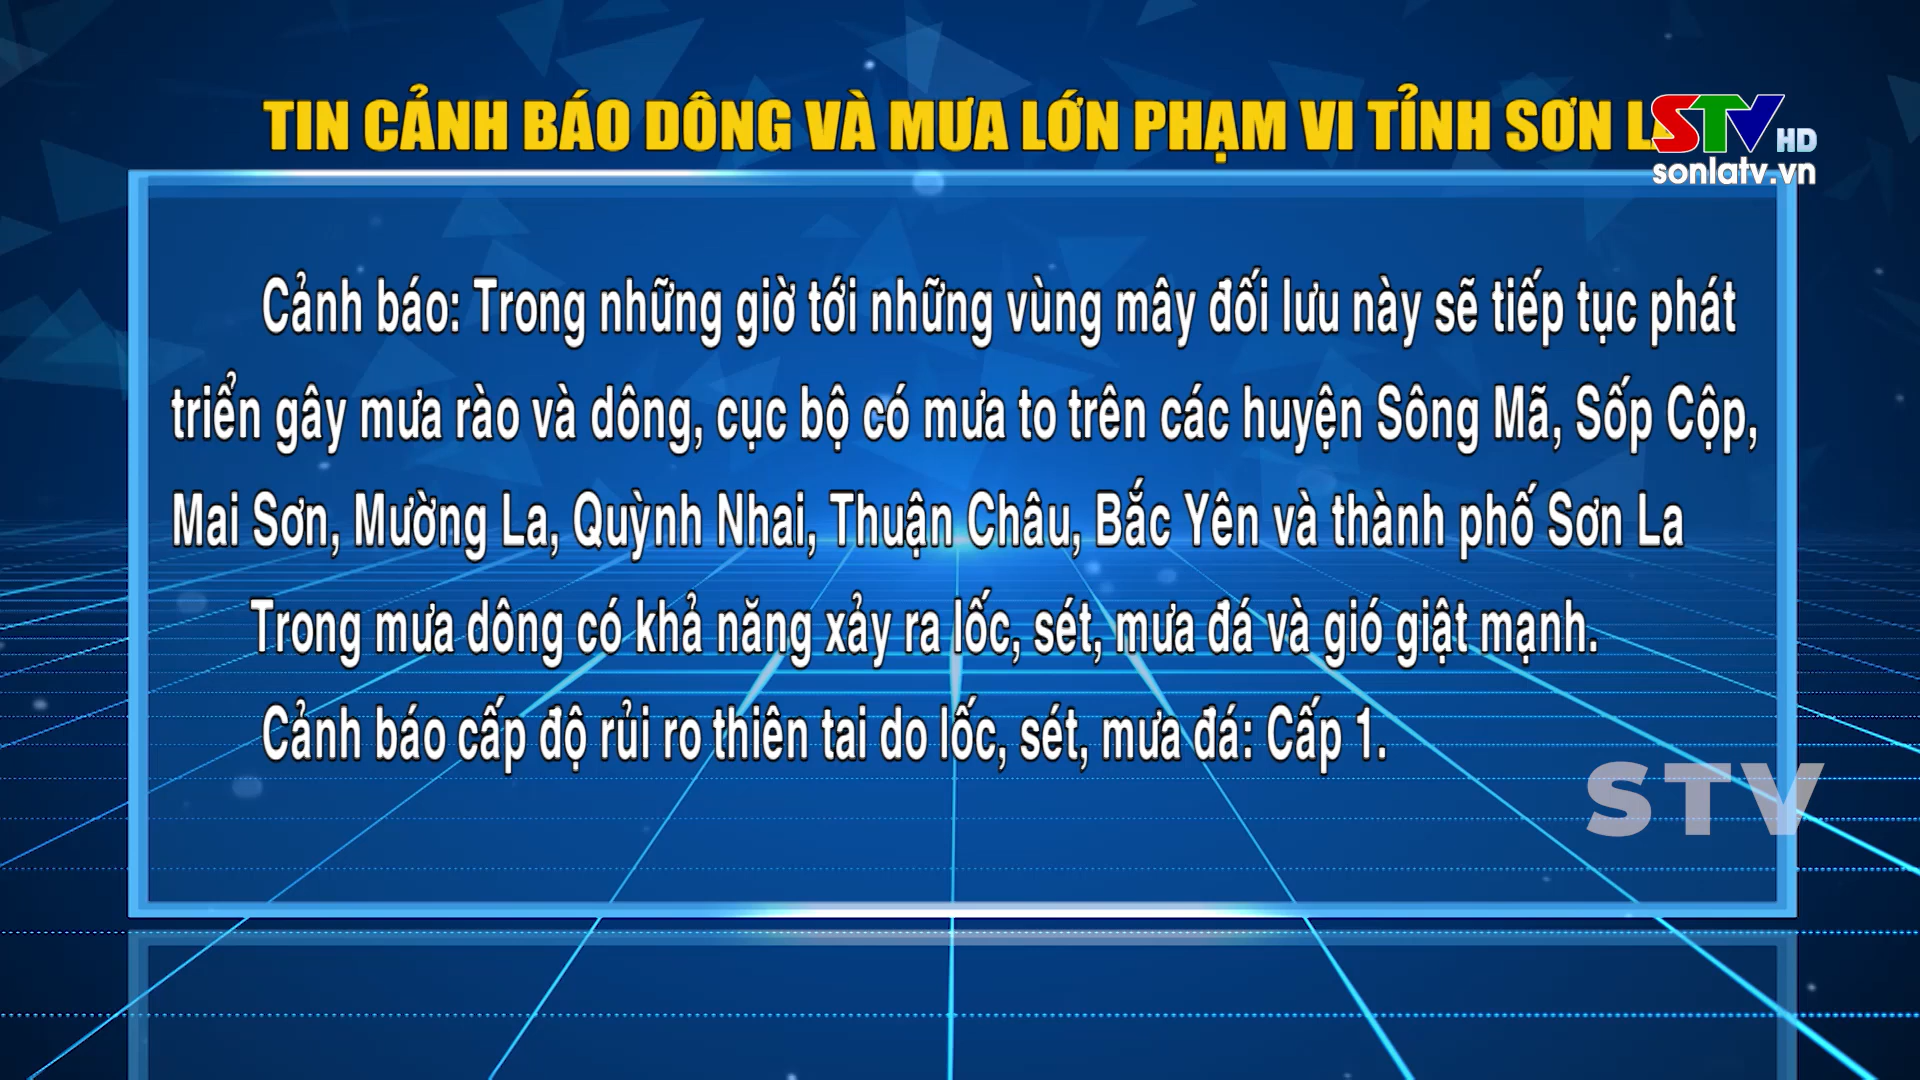 TIN CẢNH BÁO DÔNG VÀ MƯA LỚN PHẠM VI TỈNH SƠN
STV HD
sonlatv.vn
Cảnh báo: Trong những giờ tới những vùng mây đối lưu này sẽ tiếp tục phát
triển gây mưa rào và dông, cục bộ có mưa to trên các huyện Sông Mã, Sốp Cộp,
Mai Sơn, Mường La, Quỳnh Nhai, Thuận Châu, Bắc Yên và thành phố Sơn La
Trong mưa dông có khả năng xảy ra lốc, sét, mưa đá và gió giật mạnh.
Cảnh báo cấp độ rủi ro thiên tai do lốc, sét, mưa đá: Cấp 1.
STV